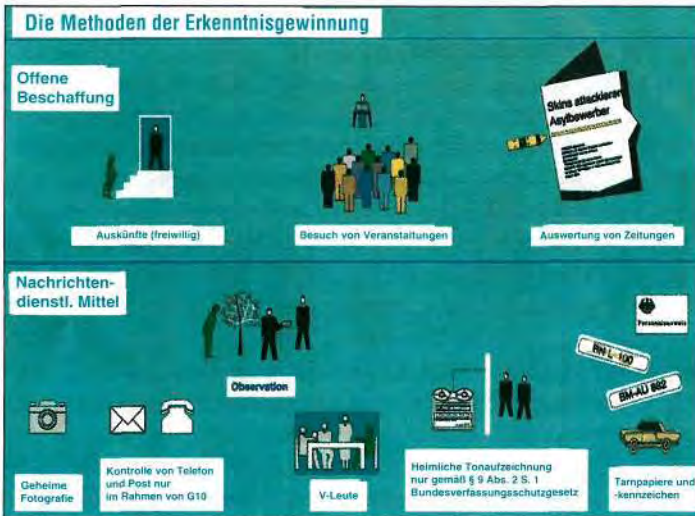 Die Methoden der Erkenntnisgewinnung
Offene
Beschaffung
Skins attackieren
Asylbewerber
Auskünfte (freiwillig)
Besuch von Veranstaltungen
Auswertung von Zeitungen
Nachrichten-
dienstl. Mittel
Personalausweis
BN L-100
BM-AU 882
Observation
Geheime
Fotografie
Kontrolle von Telefon
und Post nur
im Rahmen von G10
V-Leute
Heimliche Tonaufzeichnung
nur gemäß § 9 Abs. 2 S. 1
Bundesverfassungsschutzgesetz
Tarnpapiere und
-kennzeichen